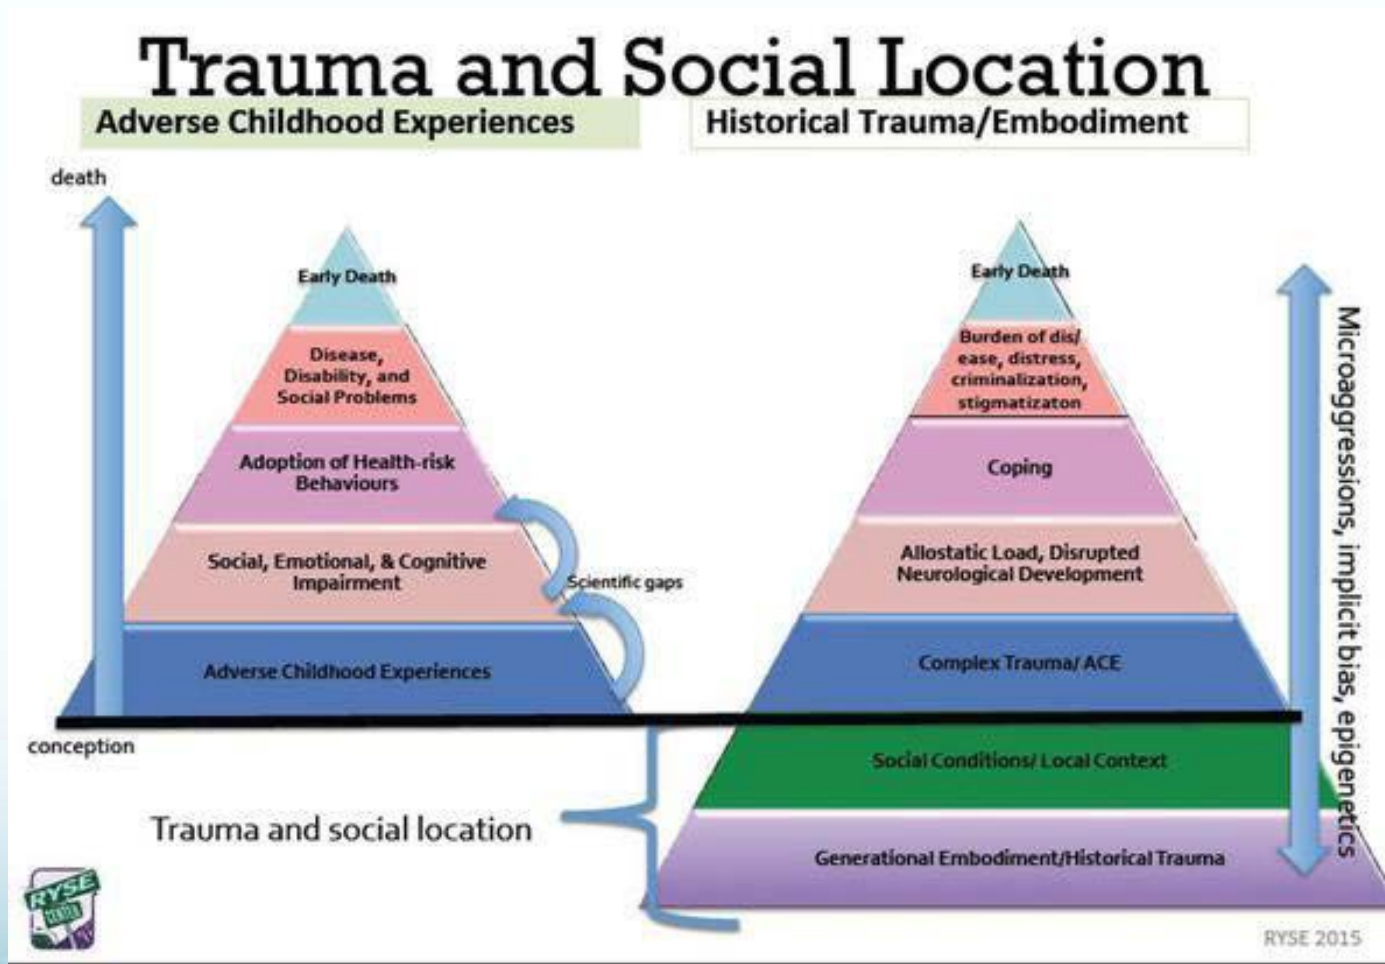 Trauma and Social Location
Adverse Childhood Experiences
Historical Trauma/Embodiment
death
Early Death
Disease,
Disability, and
Social Problems
Adoption of Health-risk
Behaviours
Social, Emotional, & Cognitive
Impairment
Scientific gaps
Adverse Childhood Experiences
conception
Early Death
Burden of dis/
ease, distress,
criminalization,
stigmatizaton
Coping
Allostatic Load, Disrupted
Neurological Development
Complex Trauma/ ACE
Social Conditions/ Local Context
Generational Embodiment/Historical Trauma
Microaggressions, implicit bias, epigenetics
Trauma and social location
RYSE
CENTER
RYSE 2015